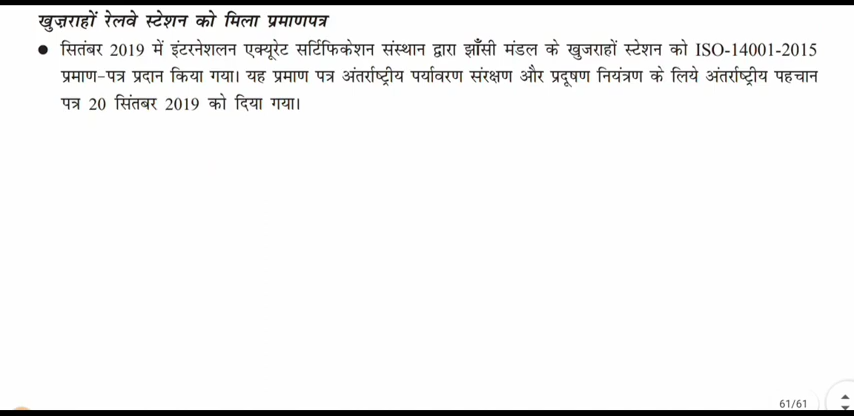 खुज़राहों रेलवे स्टेशन को मिला प्रमाणपत्र
● सितंबर 2019 में इंटरनेशलन एक्यूरेट सर्टिफिकेशन संस्थान द्वारा झाँसी मंडल के खुजराहों स्टेशन को ISO-14001-2015
प्रमाण-पत्र प्रदान किया गया। यह प्रमाण पत्र अंतर्राष्ट्रीय पर्यावरण संरक्षण और प्रदूषण नियंत्रण के लिये अंतर्राष्ट्रीय पहचान
पत्र 20 सिंतबर 2019 को दिया गया।
61/61